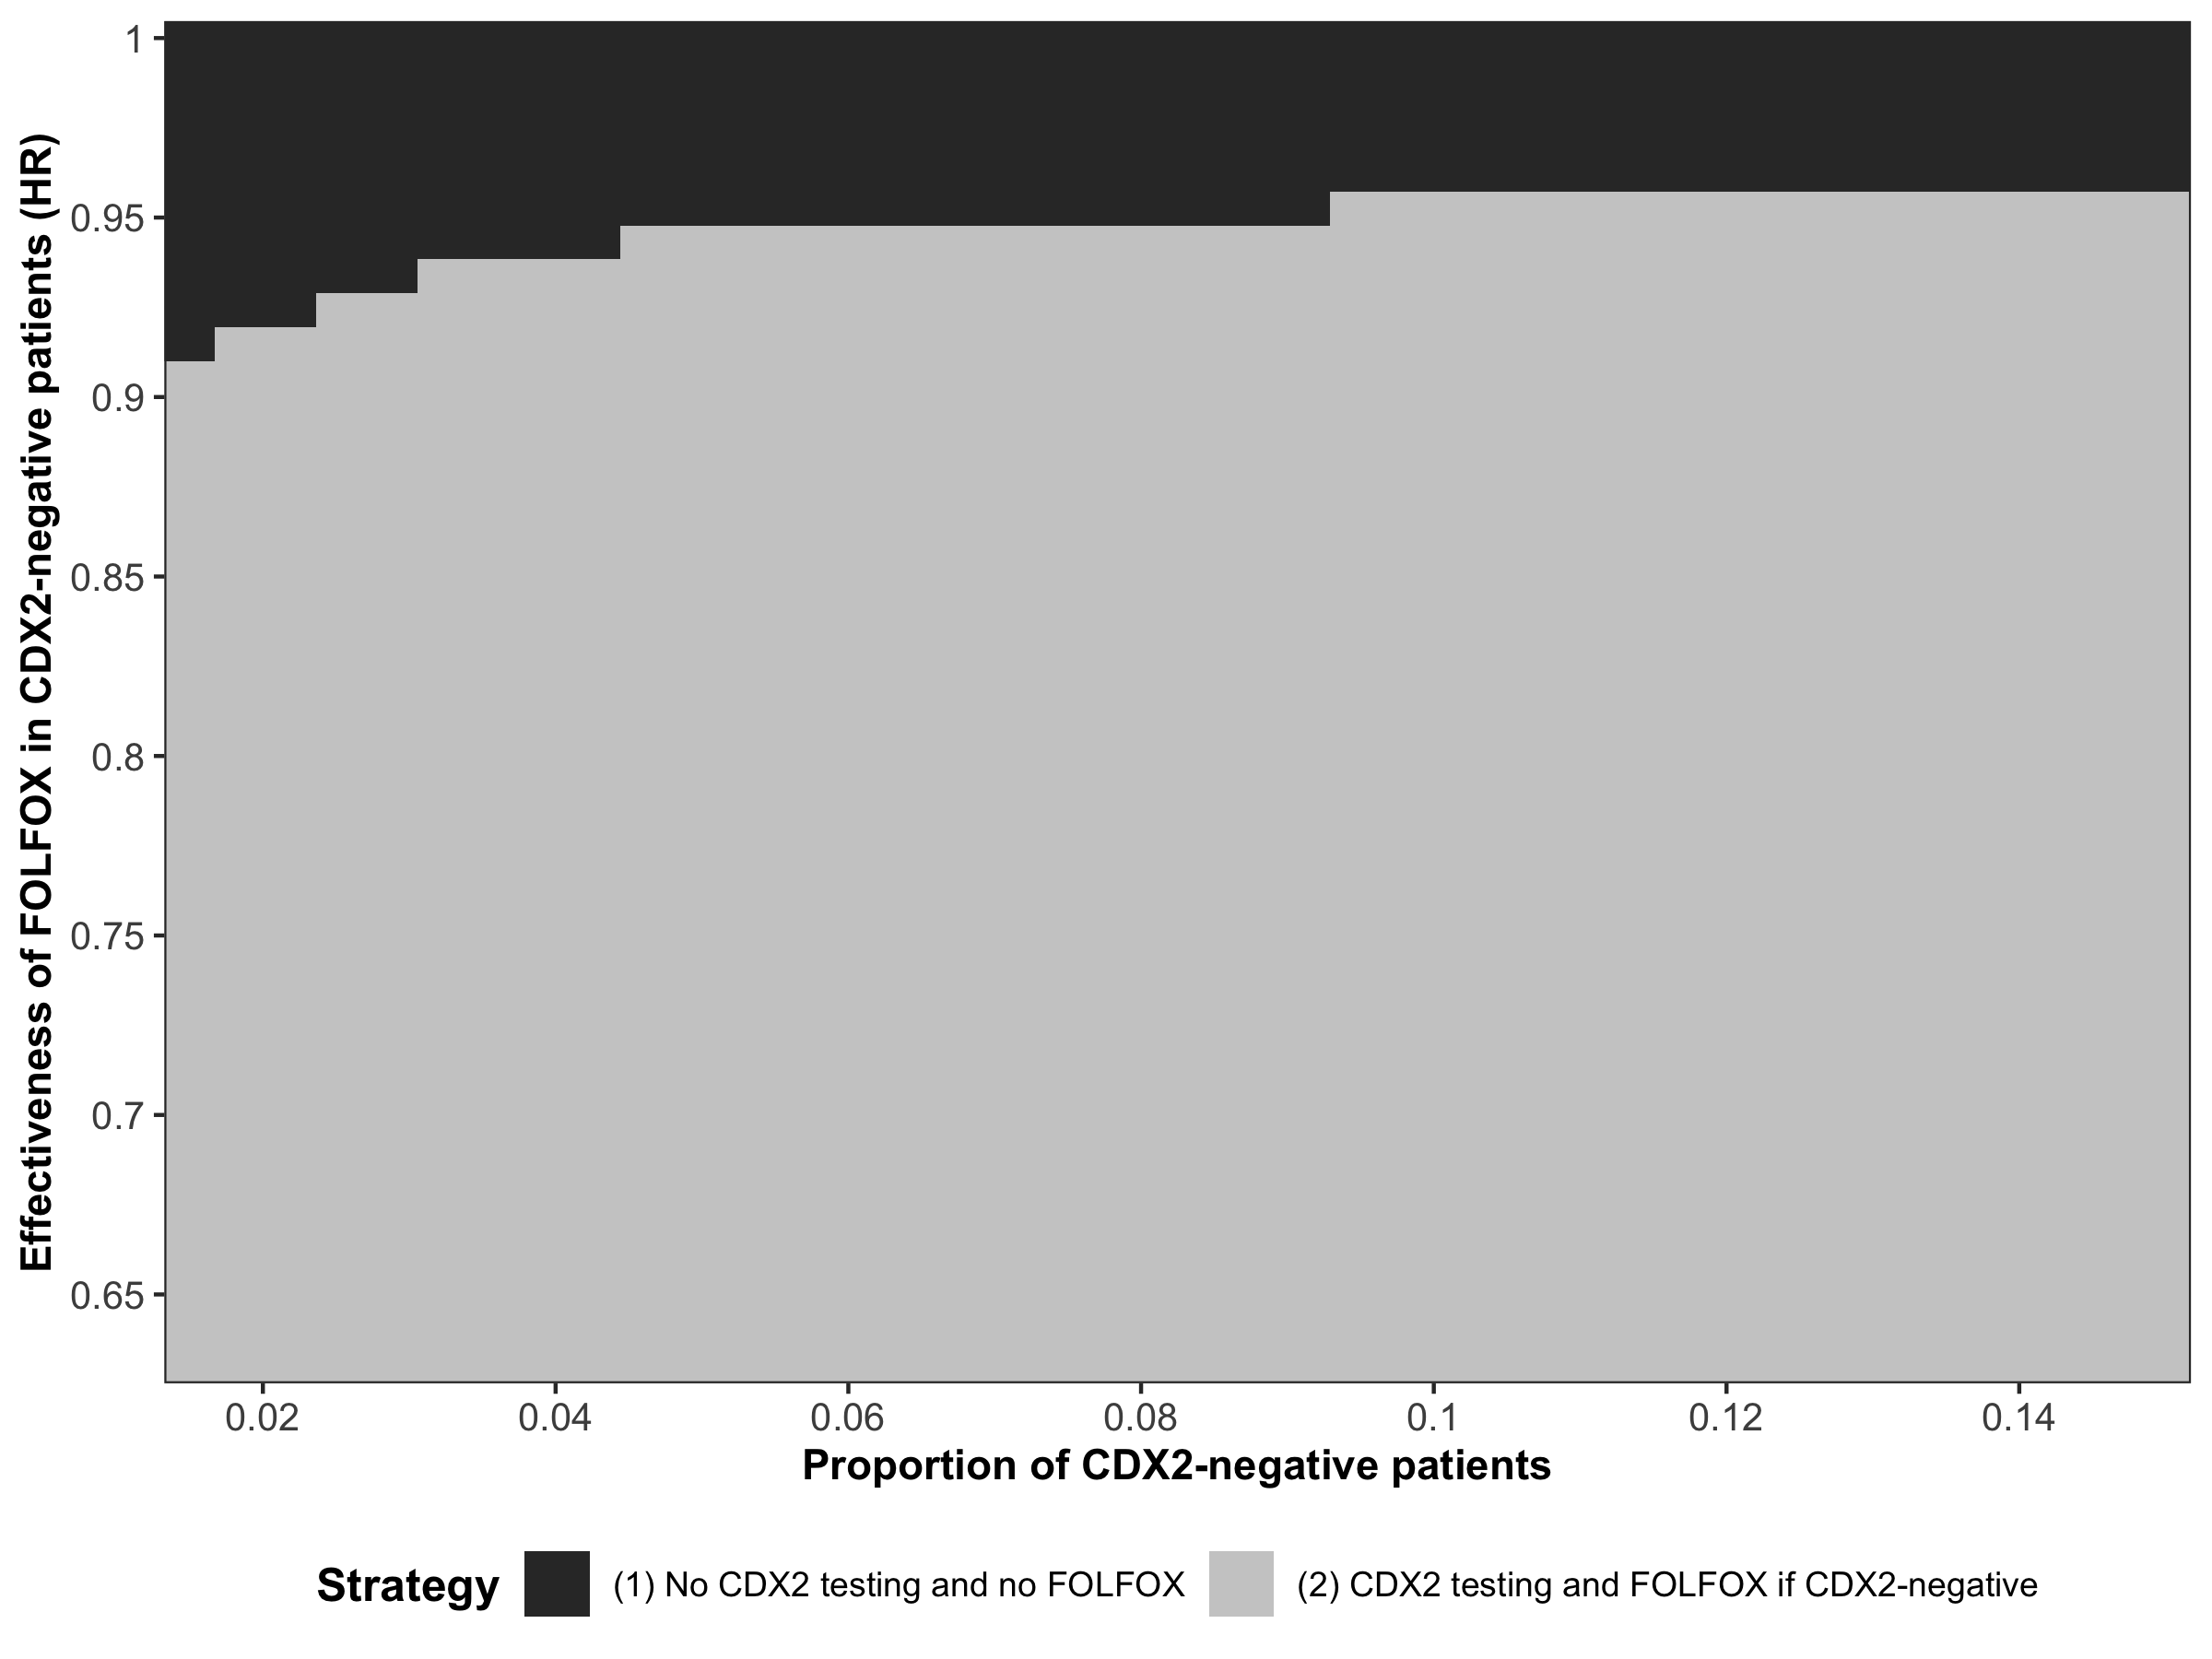 Effectiveness of FOLFOX in CDX2-negative patients (HR)
1
0.95
0.9
0.85
0.8
0.75
0.7
0.65
0.02 0.04 0.06 0.08 0.1 0.12 0.14
Proportion of CDX2-negative patients
Strategy (1) No CDX2 testing and no FOLFOX (2) CDX2 testing and FOLFOX if CDX2-negative